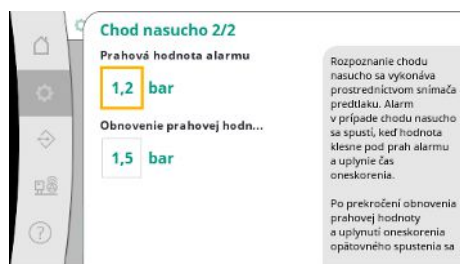 Chod nasucho 2/2
Prahová hodnota alarmu
1,2 bar
Obnovenie prahovej hodn...
1,5 bar
Rozpoznanie chodu
nasucho sa vykonáva
prostredníctvom snímača
predtlaku. Alarm
v prípade chodu nasucho
sa spustí, keď hodnota
klesne pod prah alarmu
a uplynie čas
oneskorenia.
Po prekročení obnovenia
prahovej hodnoty
a uplynutí oneskorenia
opätovného spustenia sa
?